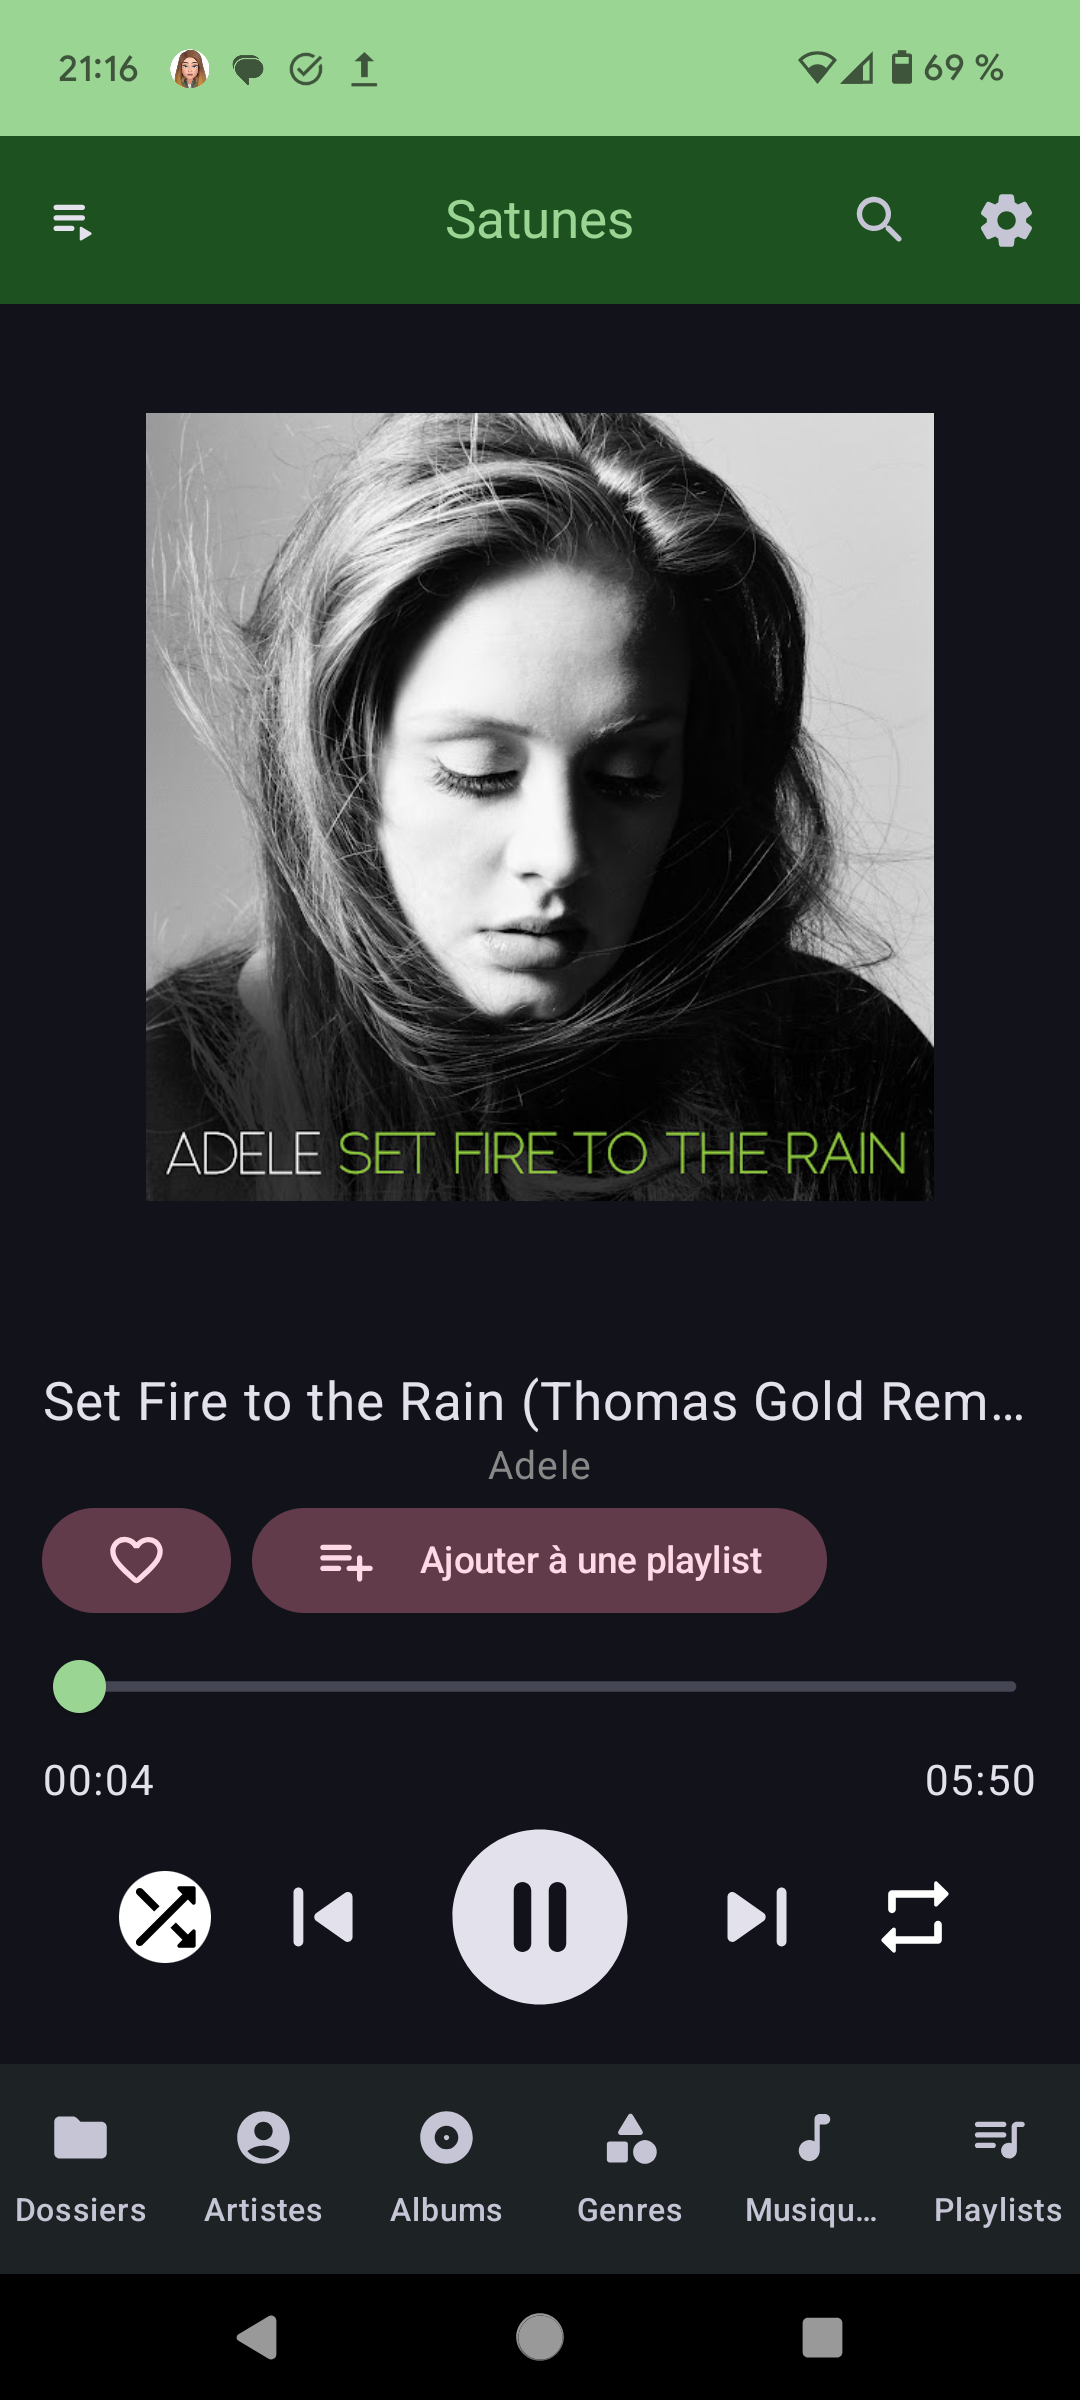 21:16
69 %
Satunes
ADELE SET FIRE TO THE RAIN
Set Fire to the Rain (Thomas Gold Rem…
Adele
Ajouter à une playlist
00:04 05:50
Dossiers Artistes Albums Genres Musiqu… Playlists